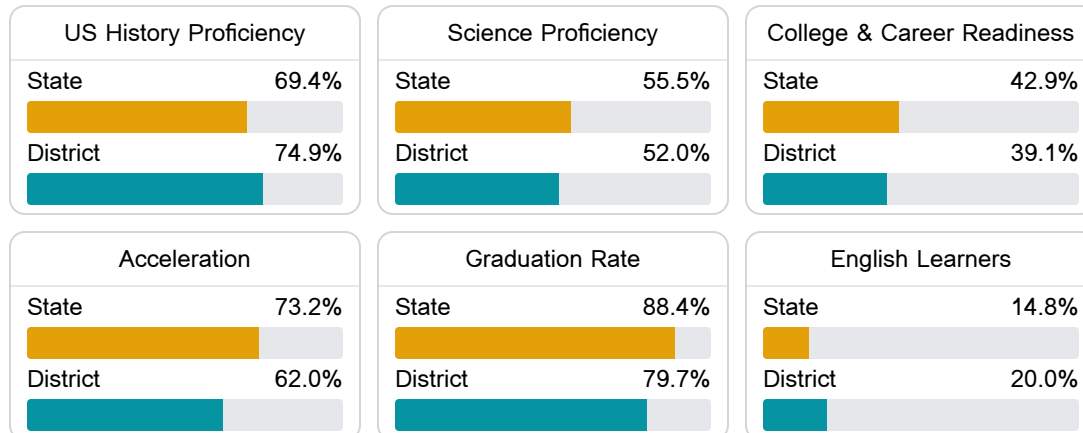 US History Proficiency
State 69.4%
District 74.9%
Science Proficiency
State 55.5%
District 52.0%
College & Career Readiness
State 42.9%
District 39.1%
Acceleration
State 73.2%
District 62.0%
Graduation Rate
State 88.4%
District 79.7%
English Learners
State 14.8%
District 20.0%